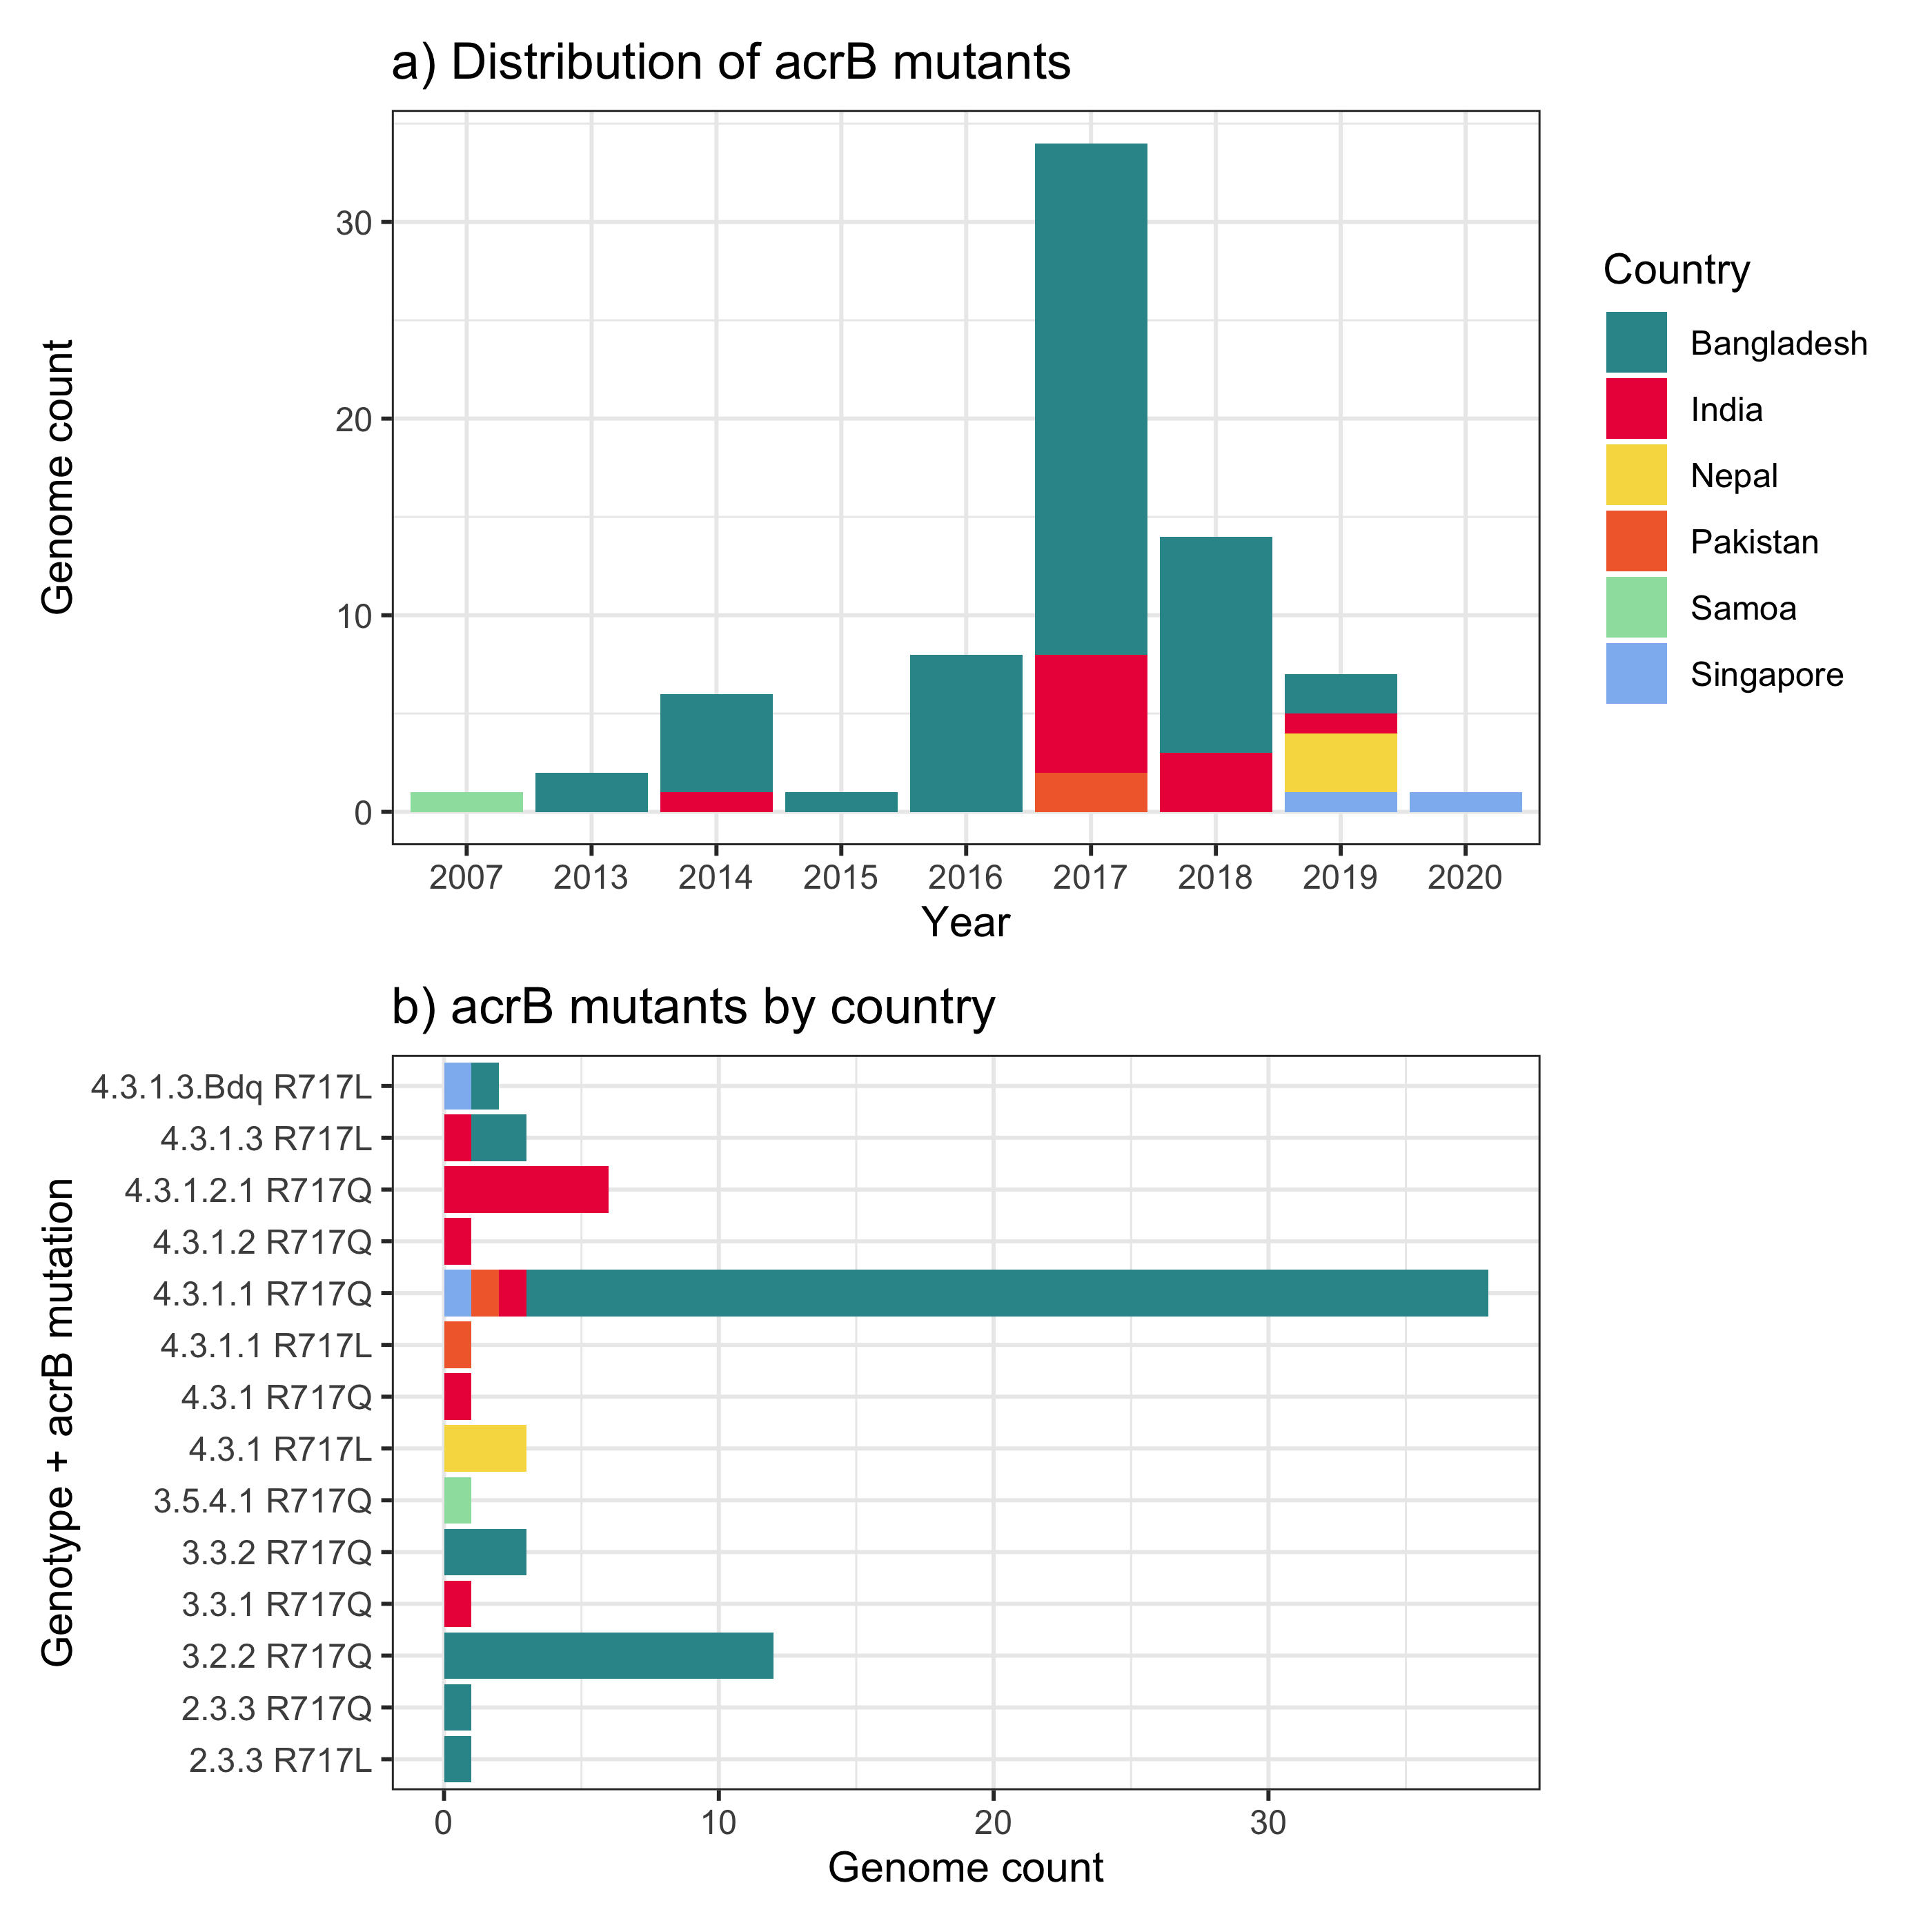 a) Distribution of acrB mutants
Genome count
30
20
10
0
2007 2013 2014 2015 2016 2017 2018 2019 2020
Year
Country
Bangladesh
India
Nepal
Pakistan
Samoa
Singapore
b) acrB mutants by country
Genotype + acrB mutation
4.3.1.3.Bdq R717L
4.3.1.3 R717L
4.3.1.2.1 R717Q
4.3.1.2 R717Q
4.3.1.1 R717Q
4.3.1.1 R717L
4.3.1 R717Q
4.3.1 R717L
3.5.4.1 R717Q
3.3.2 R717Q
3.3.1 R717Q
3.2.2 R717Q
2.3.3 R717Q
2.3.3 R717L
0 10 20 30
Genome count